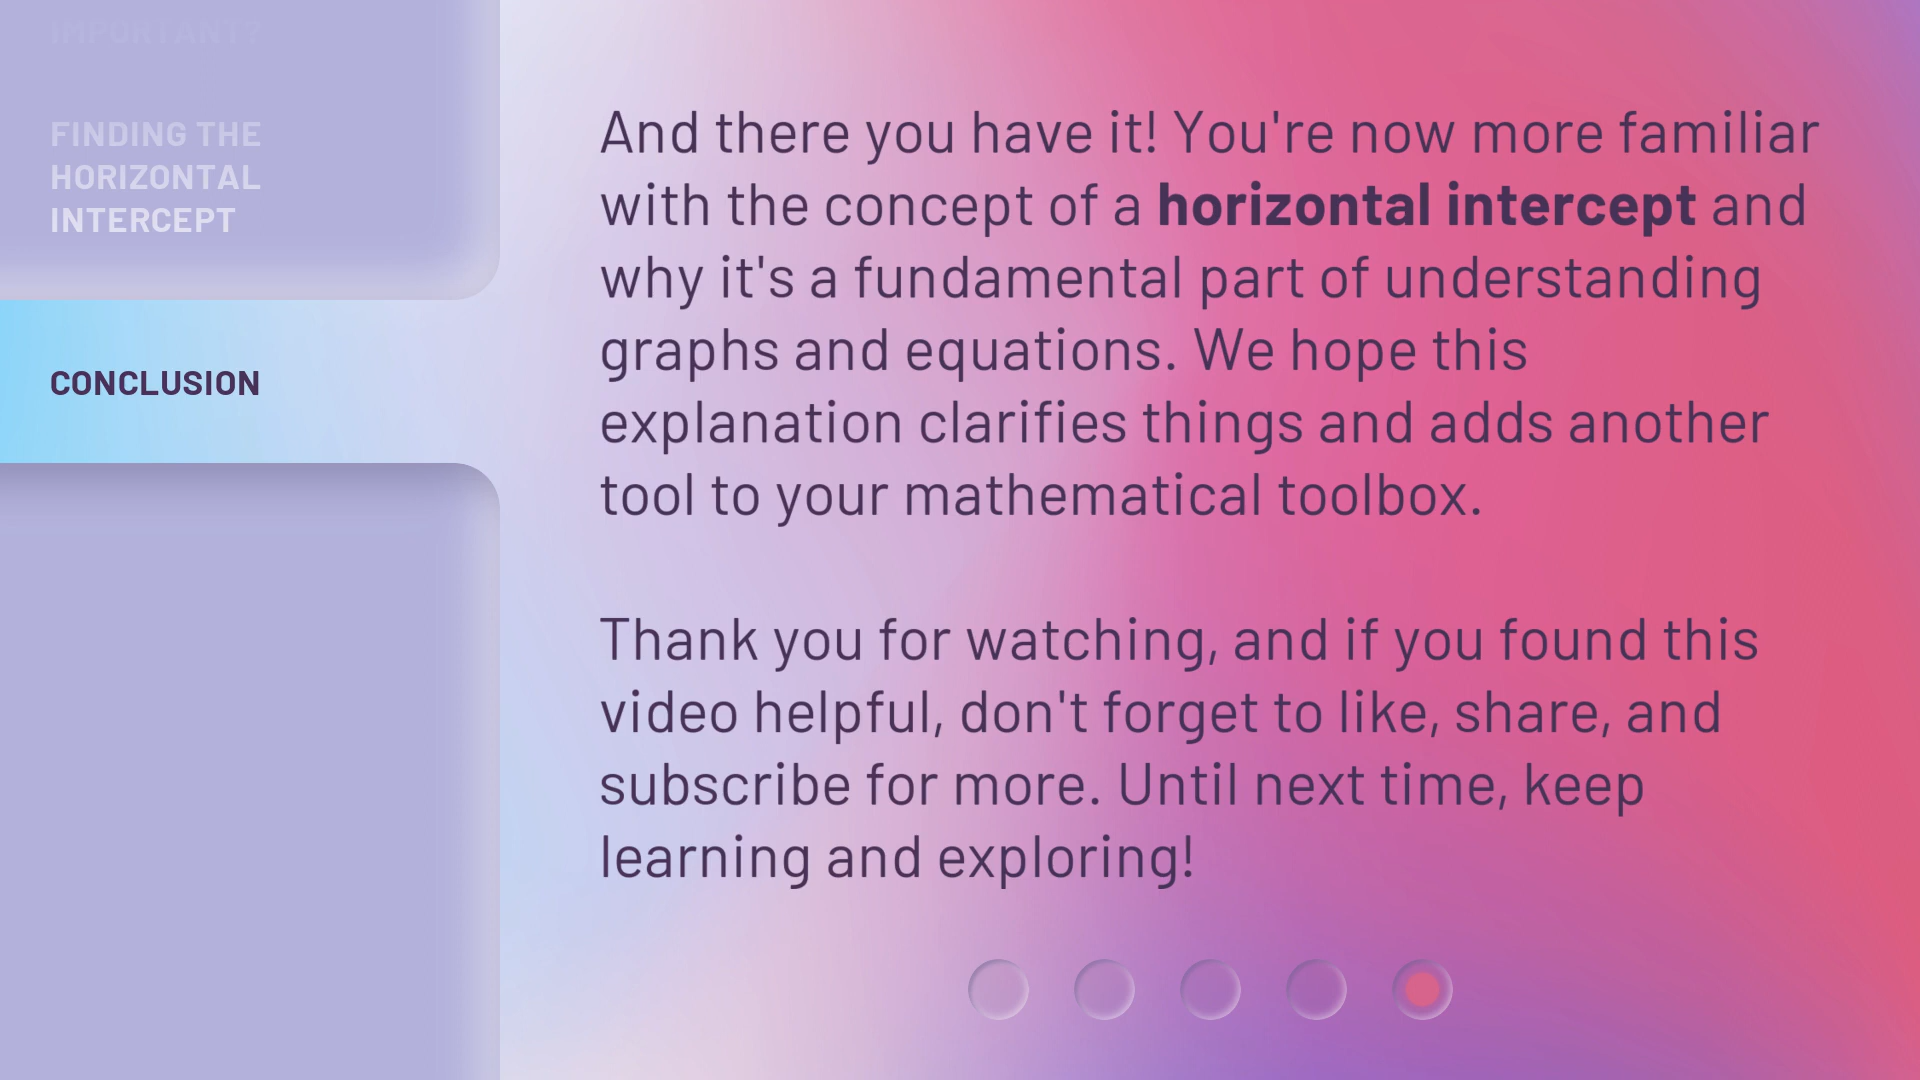 IMPORTANT?
FINDING THE
HORIZONTAL
INTERCEPT
CONCLUSION
And there you have it! You're now more familiar
with the concept of a horizontal intercept and
why it's a fundamental part of understanding
graphs and equations. We hope this
explanation clarifies things and adds another
tool to your mathematical toolbox.
Thank you for watching, and if you found this
video helpful, don't forget to like, share, and
subscribe for more. Until next time, keep
learning and exploring!